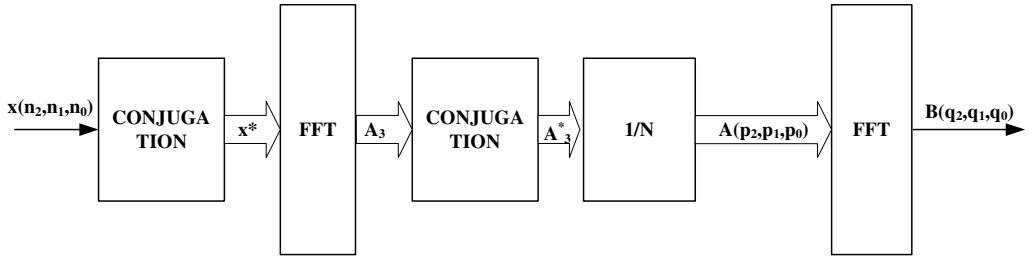 x(n₂,n₁,n₀)
CONJUGA
TION
x*
FFT
A₃
CONJUGA
TION
A*₃
1/N
A(p₂,p₁,p₀)
FFT
B(q₂,q₁,q₀)